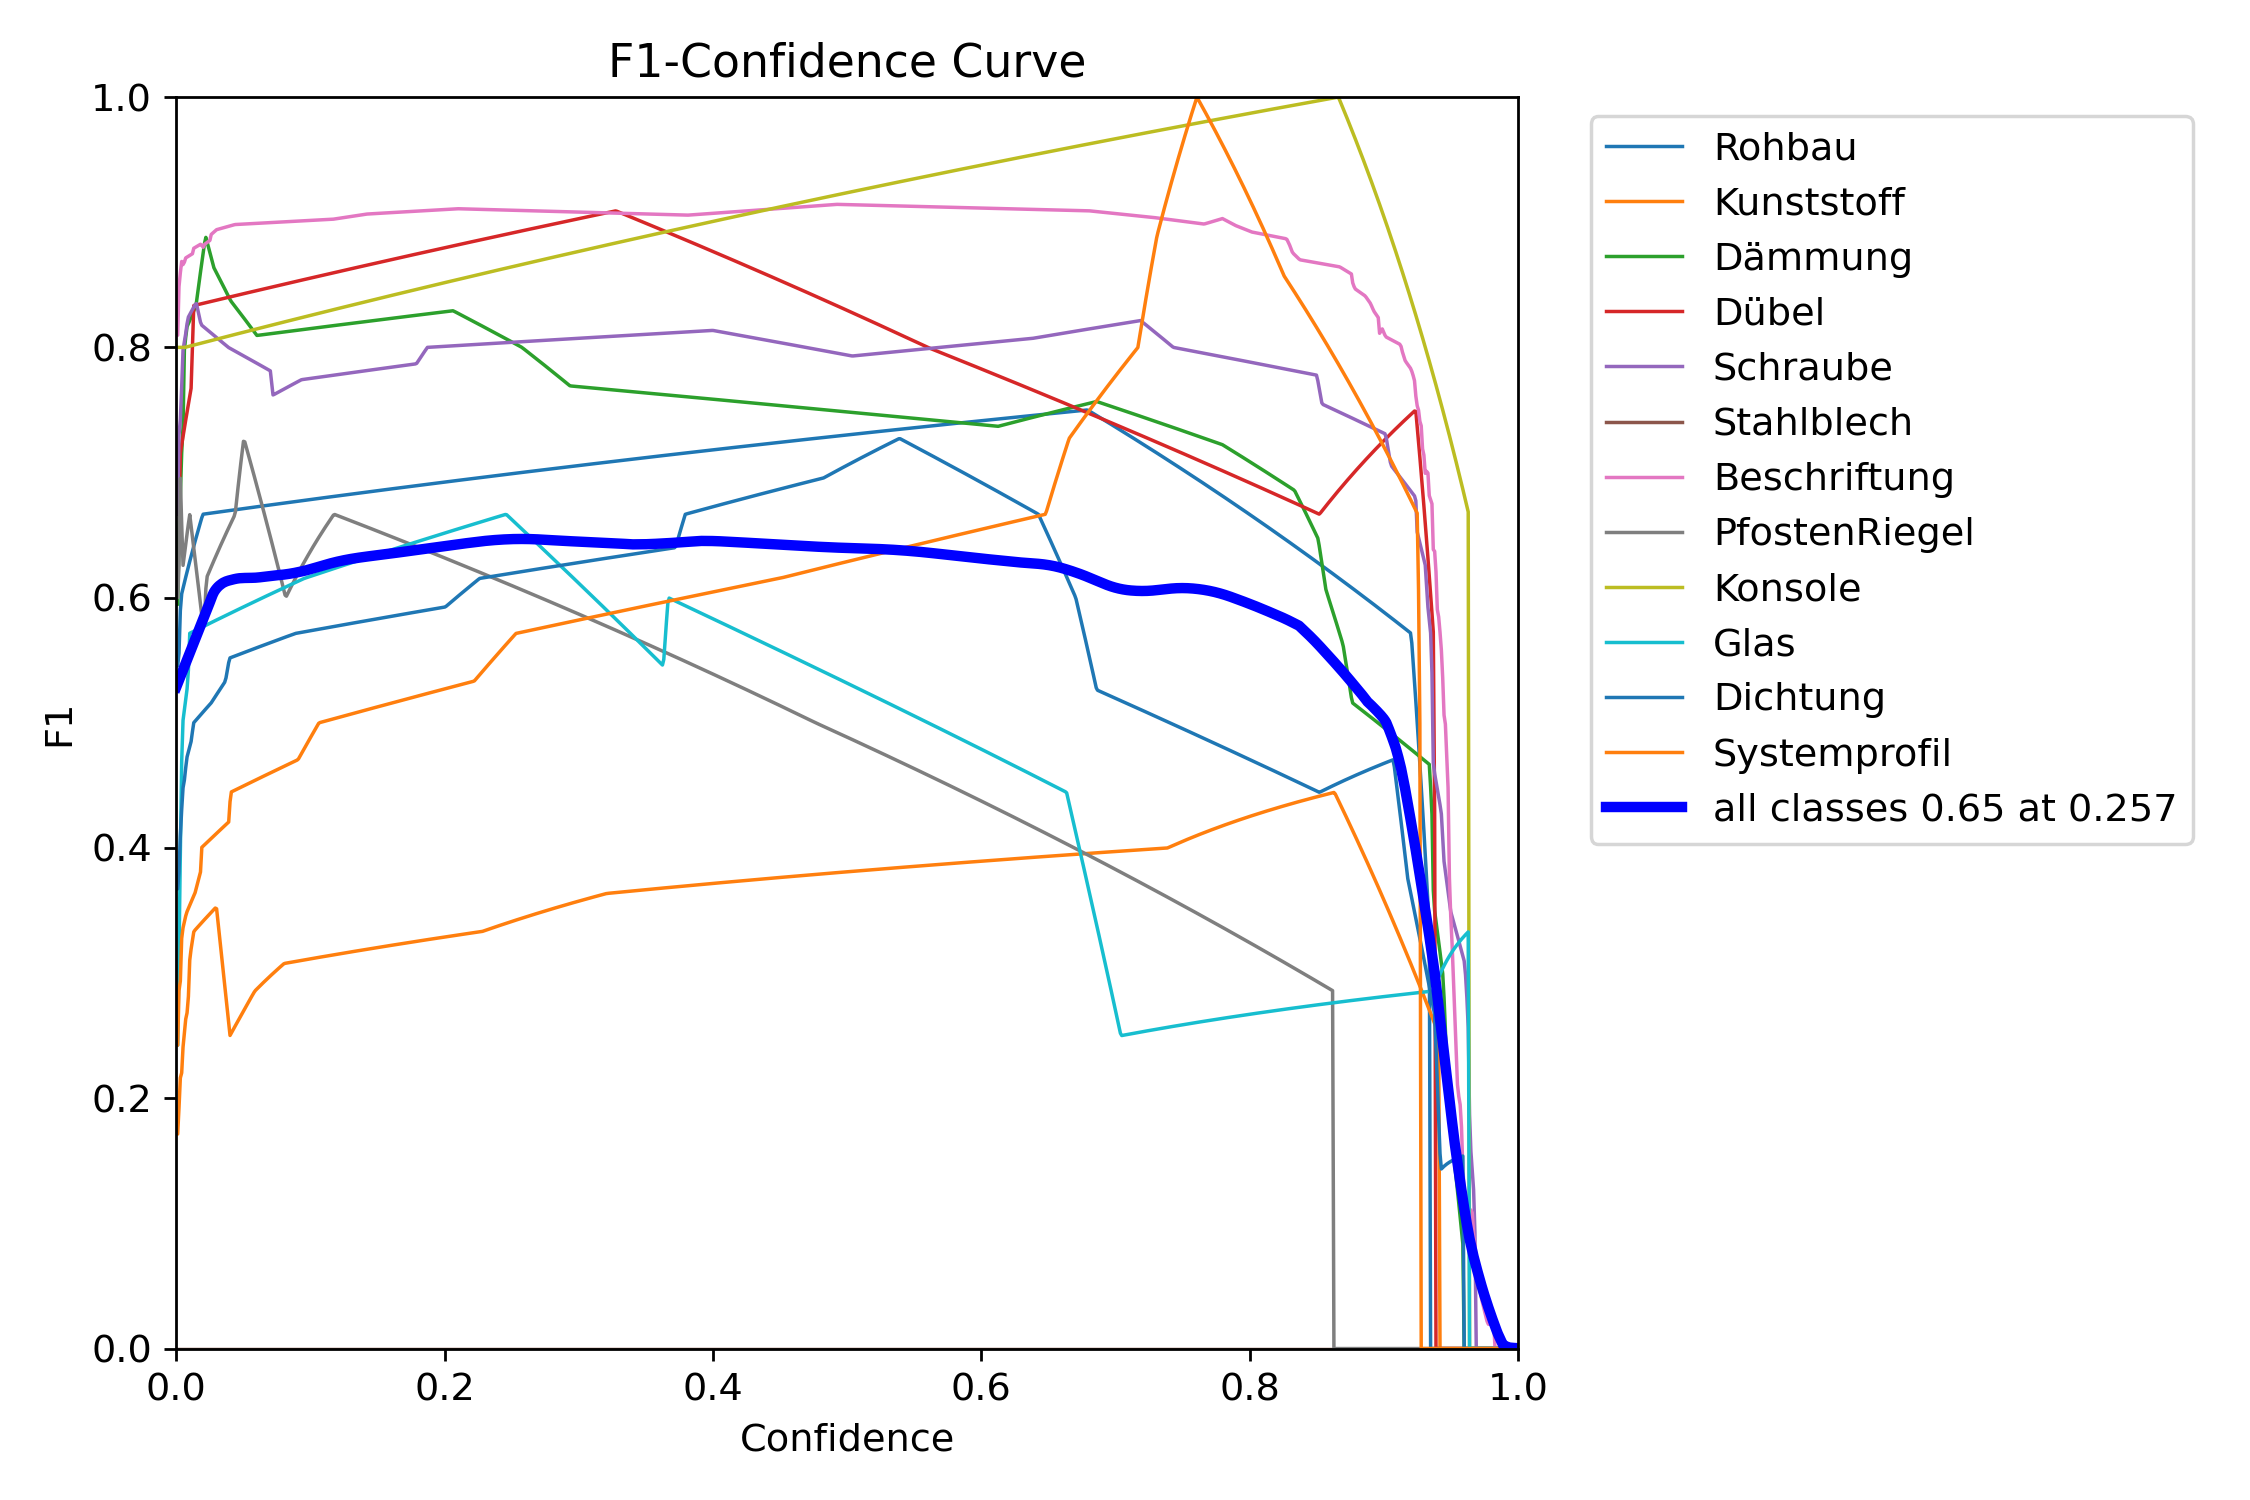 F1-Confidence Curve
1.0
0.8
0.6
0.4
0.2
0.0
F1
0.0 0.2 0.4 0.6 0.8 1.0
Confidence
Rohbau
Kunststoff
Dämmung
Dübel
Schraube
Stahlblech
Beschriftung
PfostenRiegel
Konsole
Glas
Dichtung
Systemprofil
all classes 0.65 at 0.257